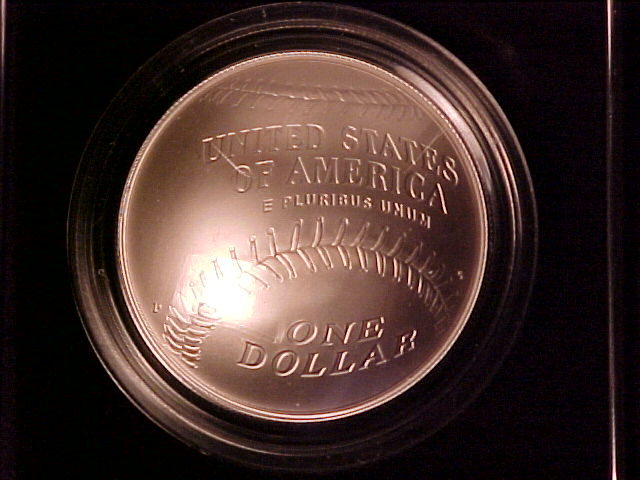 UNITED STATES
OF AMERICA
E PLURIBUS UNUM
P
ONE
DOLLAR